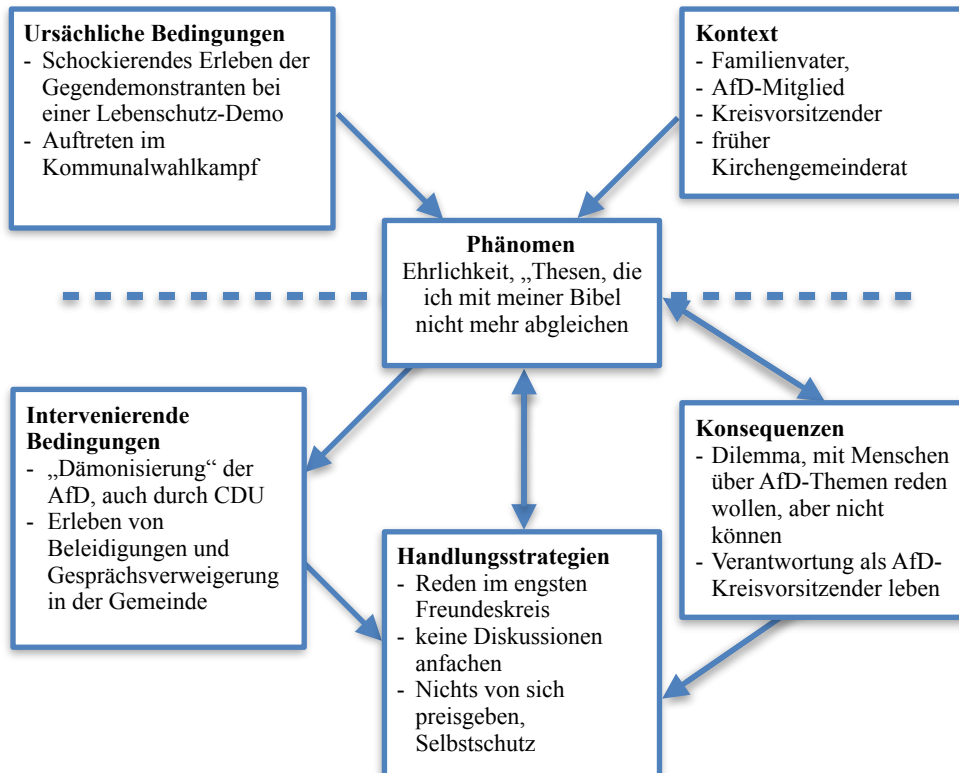 Ursächliche Bedingungen
- Schockierendes Erleben der
Gegendemonstranten bei
einer Lebenschutz-Demo
- Auftreten im
Kommunalwahlkampf
Kontext
- Familienvater,
- AfD-Mitglied
- Kreisvorsitzender
- früher
Kirchengemeinderat
Phänomen
Ehrlichkeit, „Thesen, die
ich mit meiner Bibel
nicht mehr abgleichen
Intervenierende
Bedingungen
- „Dämonisierung“ der
AfD, auch durch CDU
- Erleben von
Beleidigungen und
Gesprächsverweigerung
in der Gemeinde
Handlungsstrategien
- Reden im engsten
Freundeskreis
- keine Diskussionen
anfachen
- Nichts von sich
preisgeben,
Selbstschutz
Konsequenzen
- Dilemma, mit Menschen
über AfD-Themen reden
wollen, aber nicht
können
- Verantwortung als AfD-
Kreisvorsitzender leben